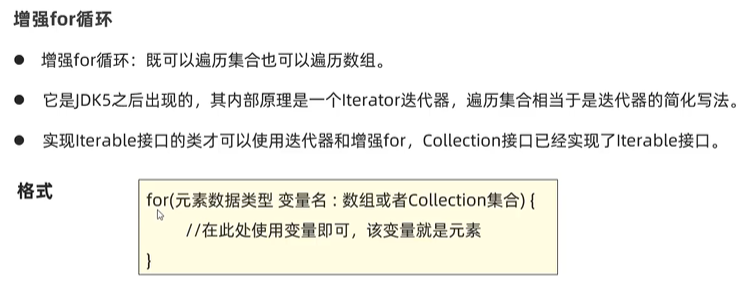 增强for循环
● 增强for循环：既可以遍历集合也可以遍历数组。
● 它是JDK5之后出现的，其内部原理是一个Iterator迭代器，遍历集合相当于是迭代器的简化写法。
● 实现Iterable接口的类才可以使用迭代器和增强for，Collection接口已经实现了Iterable接口。
格式
for(元素数据类型 变量名 : 数组或者Collection集合) {
//在此处使用变量即可，该变量就是元素
}